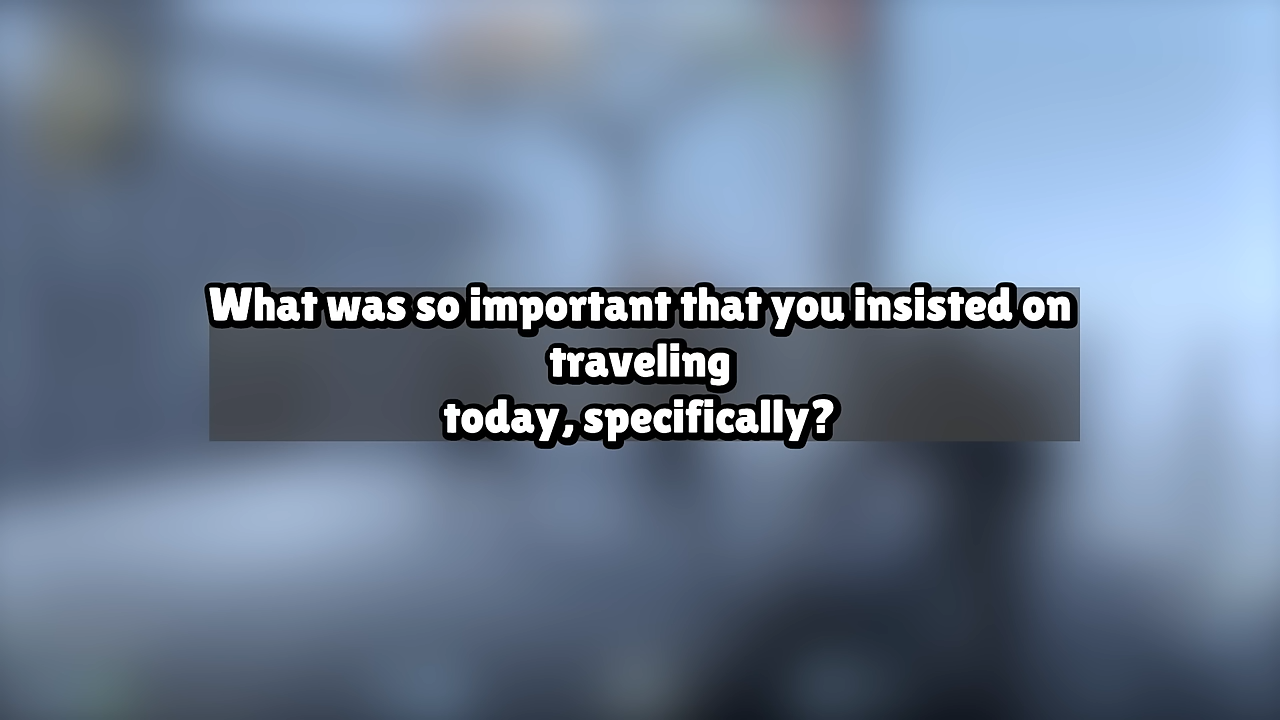 What was so important that you insisted on
traveling
today, specifically?